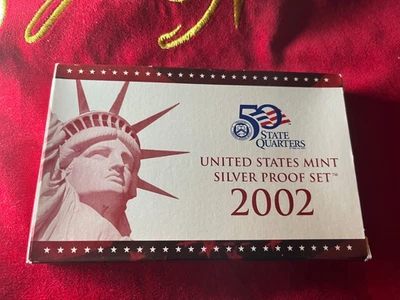 50
STATE
QUARTERS
UNITED STATES MINT
SILVER PROOF SET™
2002